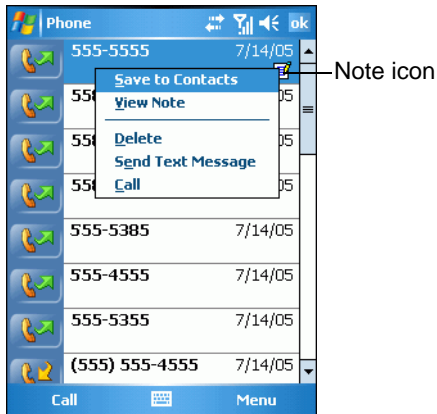 Phone ok
555-5555 7/14/05
Note icon
Save to Contacts
View Note
Delete
Send Text Message
Call
555-5385 7/14/05
555-4555 7/14/05
555-5355 7/14/05
(555) 555-4555 7/14/05
Call Menu